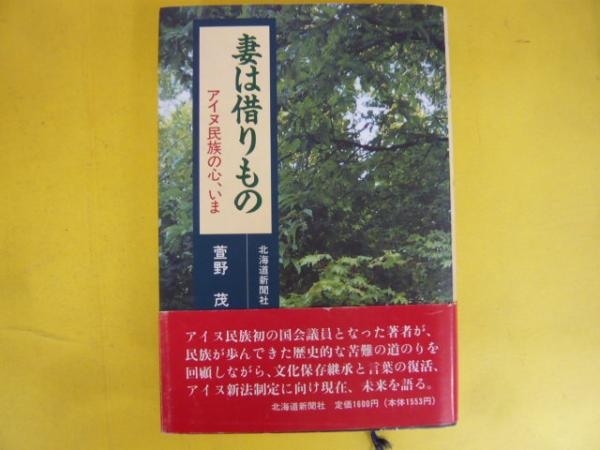 妻は借りもの
アイヌ民族の心、いま
萱野 茂
北海道新聞社
アイヌ民族初の国会議員となった著者が、
民族が歩んできた歴史的な苦難の道のりを
回顧しながら、文化保存継承と言葉の復活、
アイヌ新法制定に向け現在、未来を語る。
北海道新聞社 定価1600円(本体1553円)